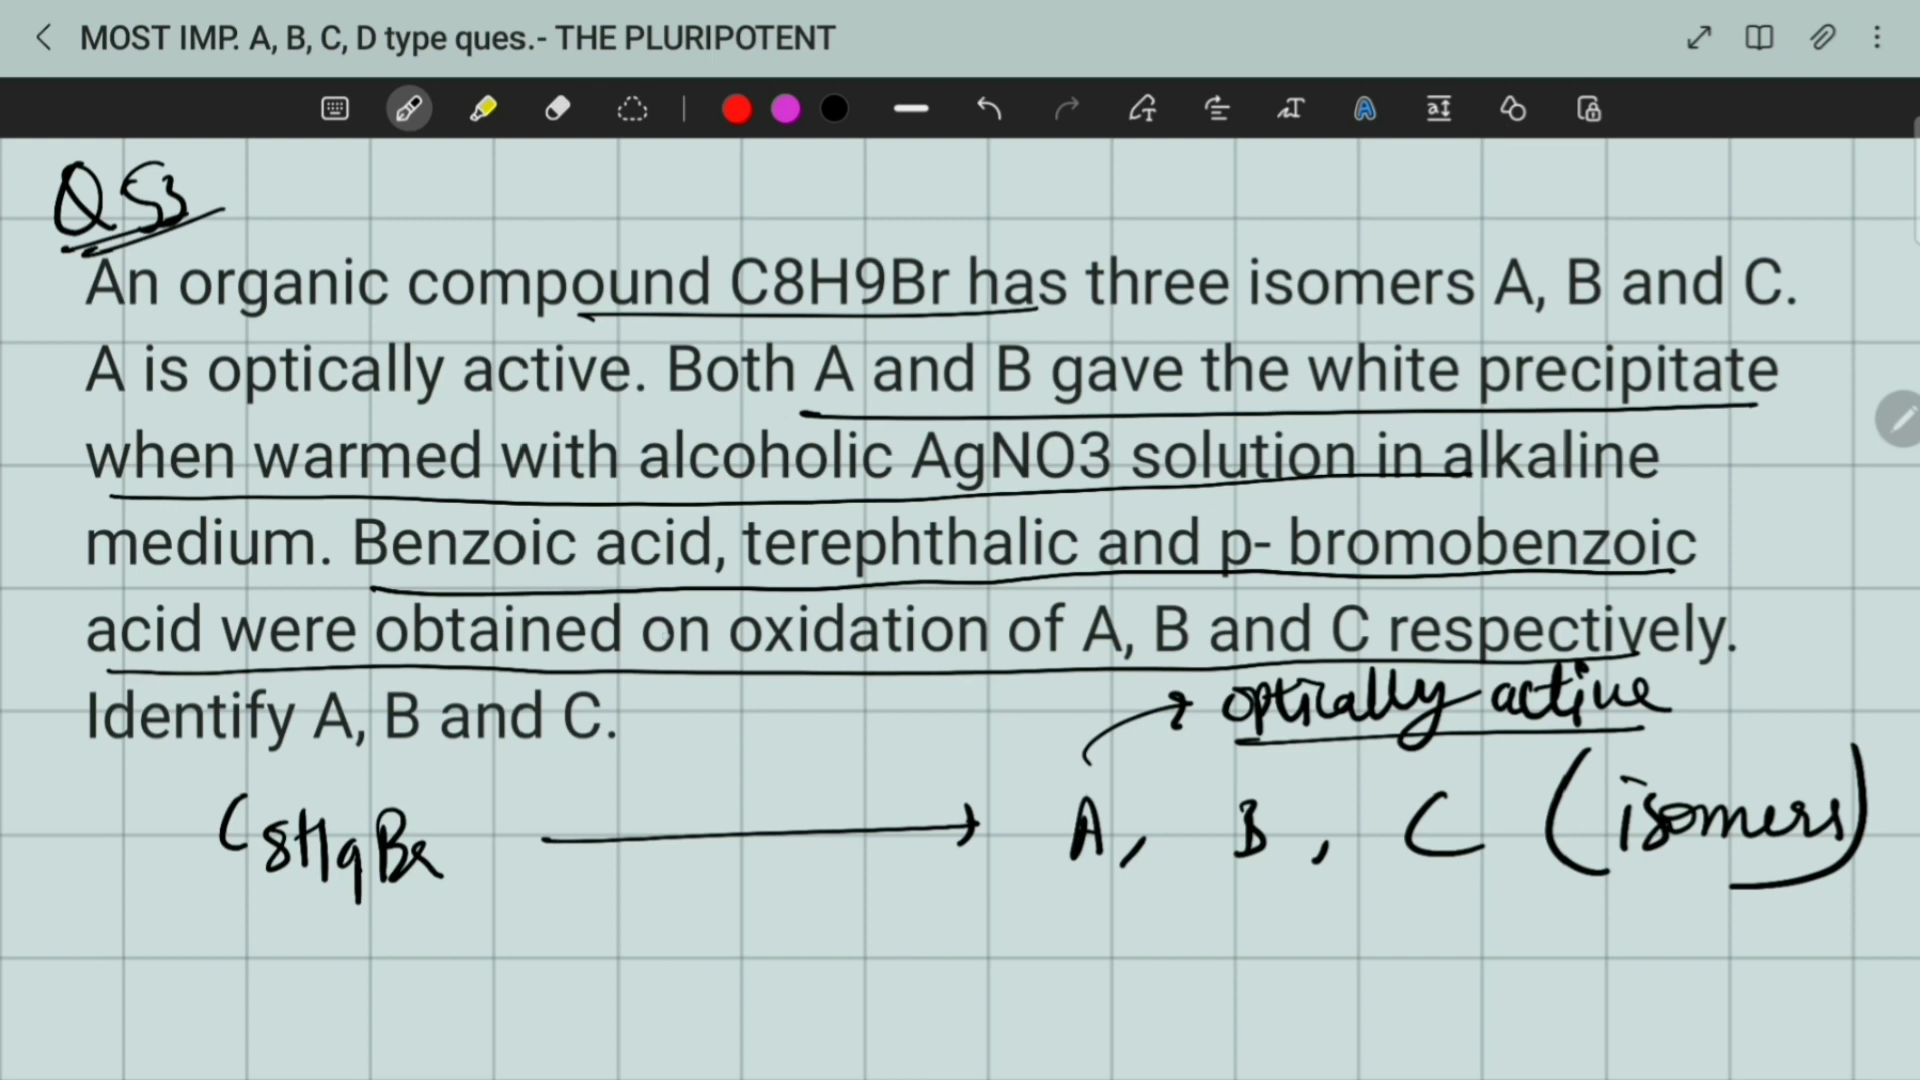 MOST IMP. A, B, C, D type ques.- THE PLURIPOTENT
Q53
An organic compound C8H9Br has three isomers A, B and C.
A is optically active. Both A and B gave the white precipitate
when warmed with alcoholic AgNO3 solution in alkaline
medium. Benzoic acid, terephthalic and p- bromobenzoic
acid were obtained on oxidation of A, B and C respectively.
Identify A, B and C.
→ optically active
C8H9Br → A, B, C (isomers)